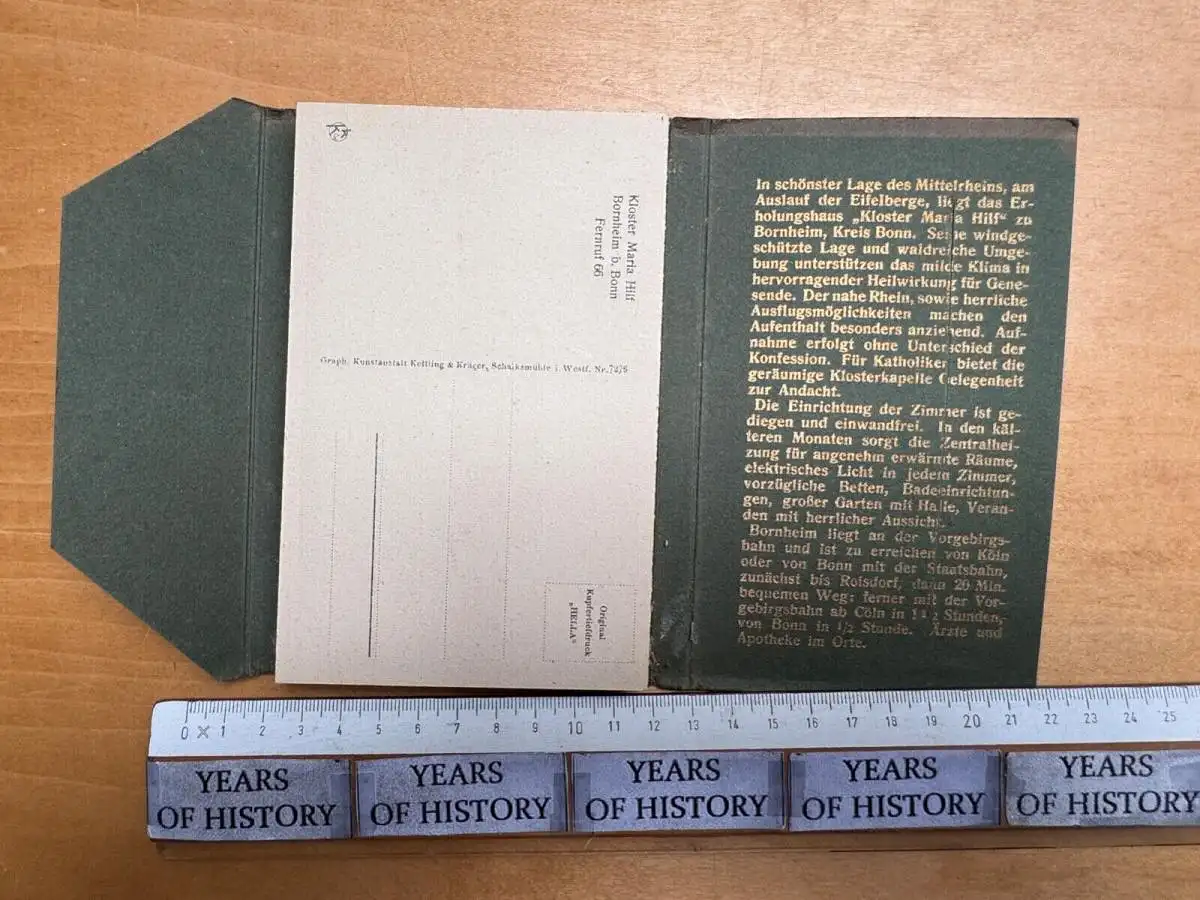 Kloster Maria Hilf
Bornheim b. Bonn
Fernruf 66
Graph. Kunstanstalt Kettling & Krüger, Schalksmühle i. Westf. Nr. 7276
Original
Kupfertiefdruck
„HELLA"
In schönster Lage des Mittelrheins, am
Auslauf der Eifelberge, liegt das Er-
holungshaus „Kloster Maria Hilf" zu
Bornheim, Kreis Bonn. Seine windge-
schützte Lage und waldreiche Umge-
bung unterstützen das milde Klima in
hervorragender Heilwirkung für Gene-
sende. Der nahe Rhein, sowie herrliche
Ausflugsmöglichkeiten machen den
Aufenthalt besonders anziehend. Auf-
nahme erfolgt ohne Unterschied der
Konfession. Für Katholiken bietet die
geräumige Klosterkapelle Gelegenheit
zur Andacht.
Die Einrichtung der Zimmer ist ge-
diegen und einwandfrei. In den käl-
teren Monaten sorgt die Zentralhei-
zung für angenehm erwärmte Räume,
elektrisches Licht in jedem Zimmer,
vorzügliche Betten, Badeeinrichtun-
gen, großer Garten mit Halle, Veran-
den mit herrlicher Aussicht.
Bornheim liegt an der Vorgebirgs-
bahn und ist zu erreichen von Köln
oder von Bonn mit der Staatsbahn,
zunächst bis Roisdorf, dann 20 Min.
bequemen Weg; ferner mit der Vor-
gebirgsbahn ab Cöln in 1 1/2 Stunden,
von Bonn in 1/2 Stunde. Ärzte und
Apotheke im Orte.
0 1 2 3 4 5 6 7 8 9 10 11 12 13 14 15 16 17 18 19 20 21 22 23 24 25
YEARS OF HISTORY
YEARS OF HISTORY
YEARS OF HISTORY
YEARS OF HISTORY
YEARS OF HISTORY